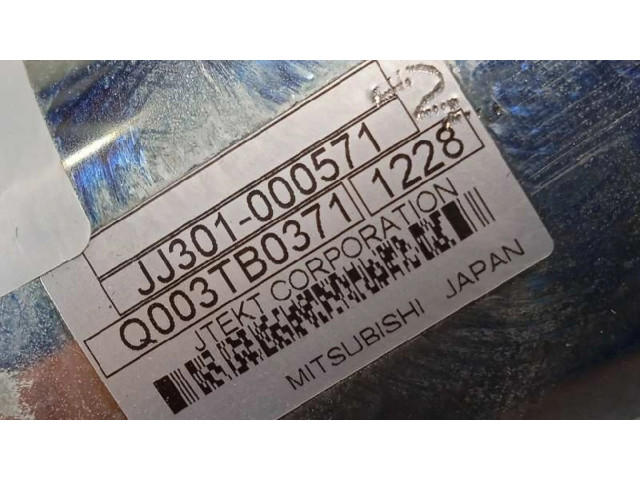 JJ301-000571
Q003TB0371 1228
JTEKT CORPORATION
MITSUBISHI JAPAN